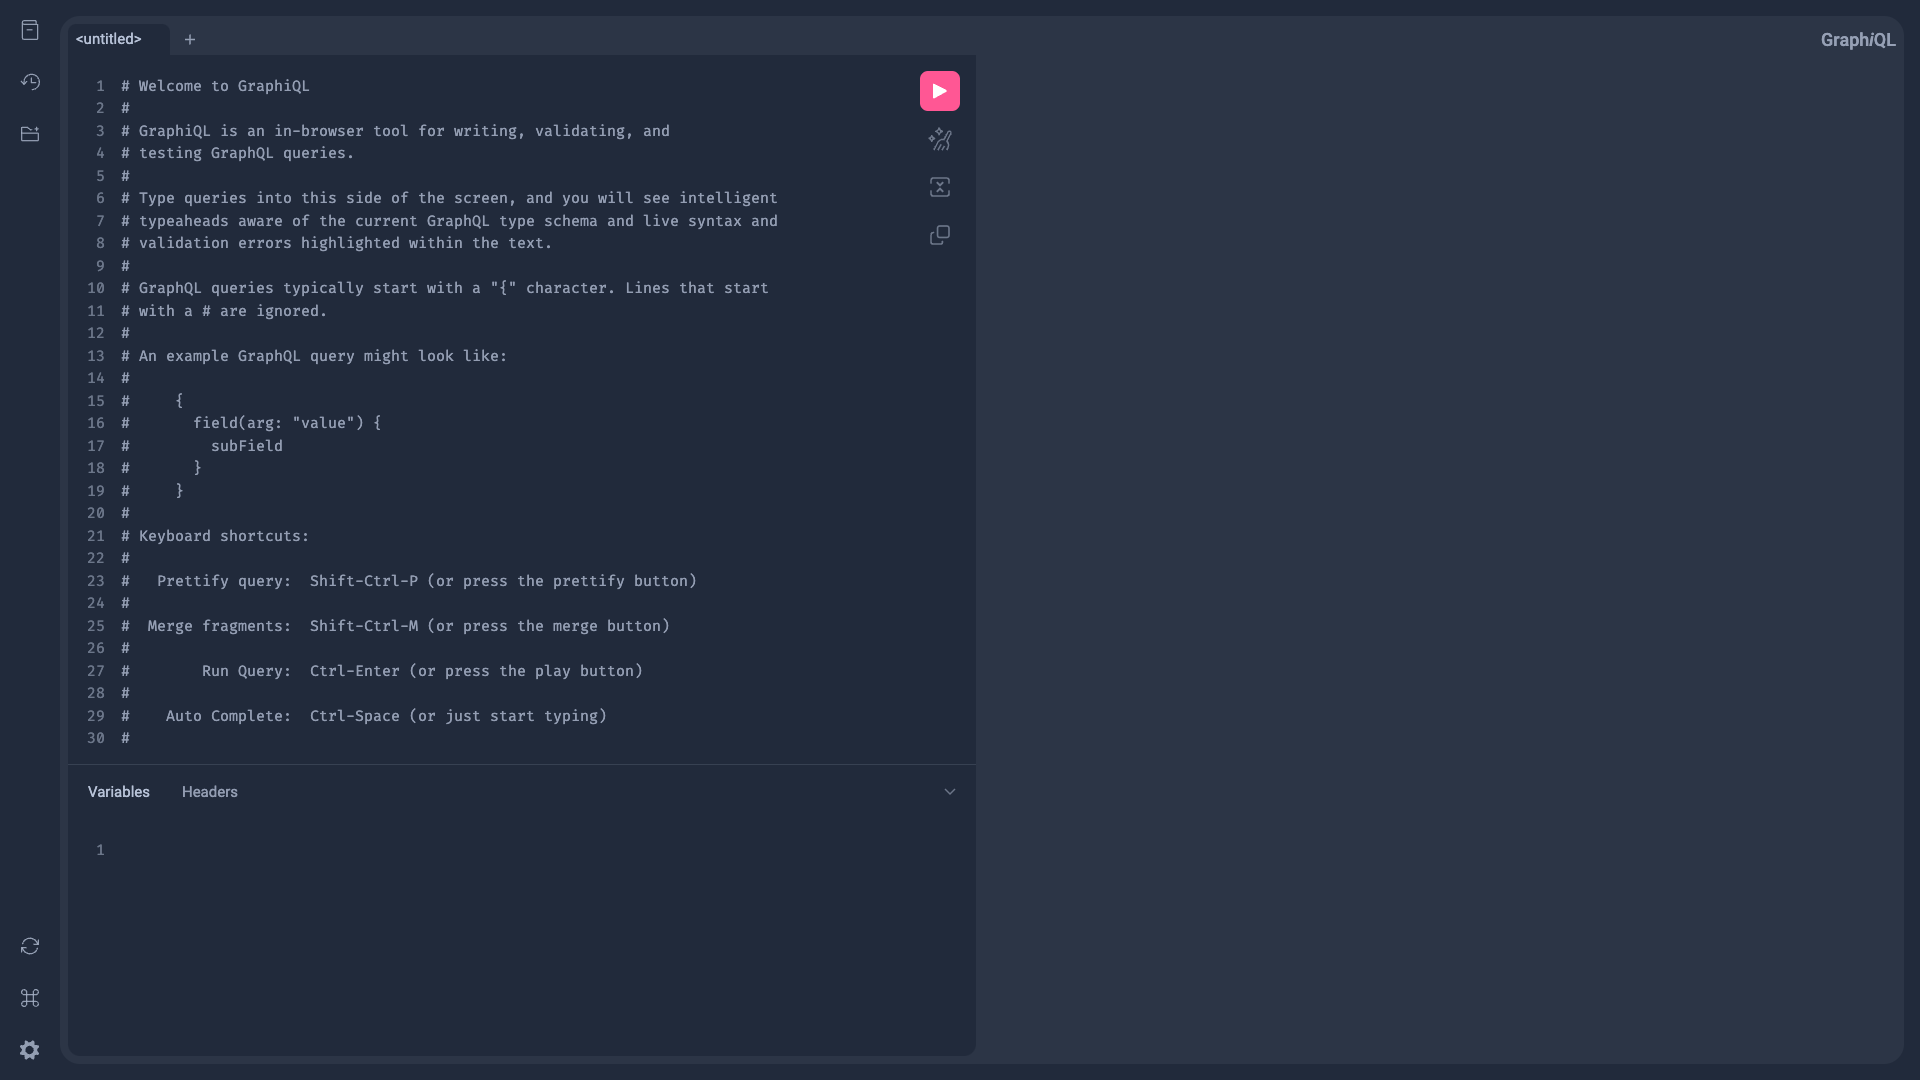 <untitled>
+
GraphiQL
1 # Welcome to GraphiQL
2 #
3 # GraphiQL is an in-browser tool for writing, validating, and
4 # testing GraphQL queries.
5 #
6 # Type queries into this side of the screen, and you will see intelligent
7 # typeaheads aware of the current GraphQL type schema and live syntax and
8 # validation errors highlighted within the text.
9 #
10 # GraphQL queries typically start with a "{" character. Lines that start
11 # with a # are ignored.
12 #
13 # An example GraphQL query might look like:
14 #
15 #     {
16 #       field(arg: "value") {
17 #         subField
18 #       }
19 #     }
20 #
21 # Keyboard shortcuts:
22 #
23 #   Prettify query:  Shift-Ctrl-P (or press the prettify button)
24 #
25 #  Merge fragments:  Shift-Ctrl-M (or press the merge button)
26 #
27 #        Run Query:  Ctrl-Enter (or press the play button)
28 #
29 #    Auto Complete:  Ctrl-Space (or just start typing)
30 #
Variables Headers
1